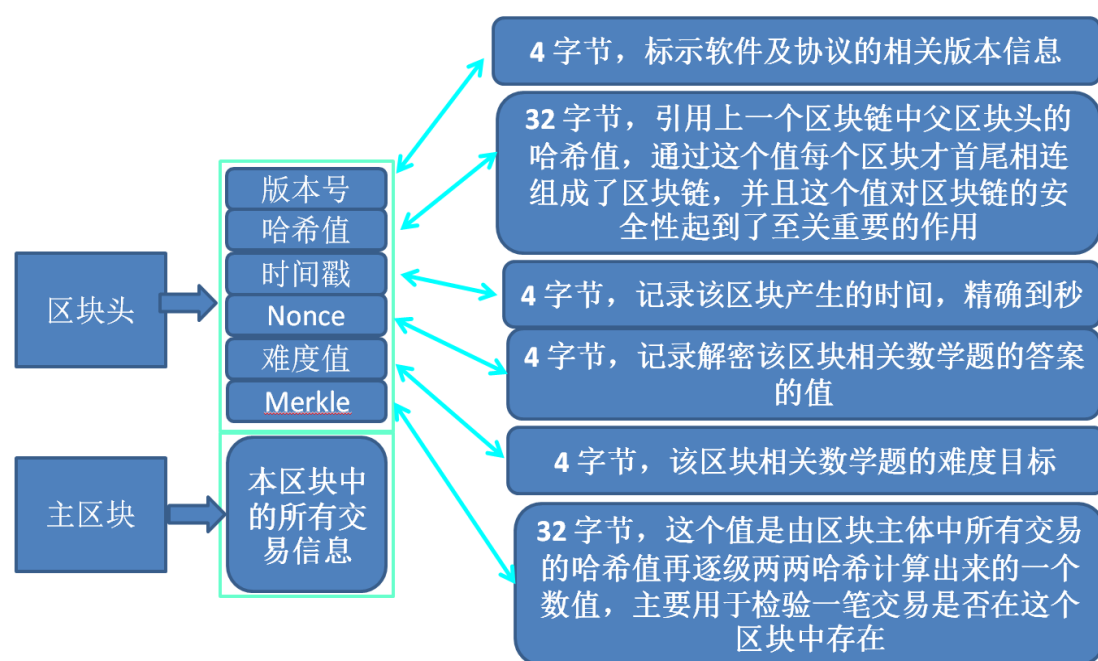 区块头
主区块
版本号
哈希值
时间戳
Nonce
难度值
Merkle
本区块中
的所有交
易信息
4 字节，标示软件及协议的相关版本信息
32 字节，引用上一个区块链中父区块头的
哈希值，通过这个值每个区块才首尾相连
组成了区块链，并且这个值对区块链的安
全性起到了至关重要的作用
4 字节，记录该区块产生的时间，精确到秒
4 字节，记录解密该区块相关数学题的答案
的值
4 字节，该区块相关数学题的难度目标
32 字节，这个值是由区块主体中所有交易
的哈希值再逐级两两哈希计算出来的一个
数值，主要用于检验一笔交易是否在这个
区块中存在